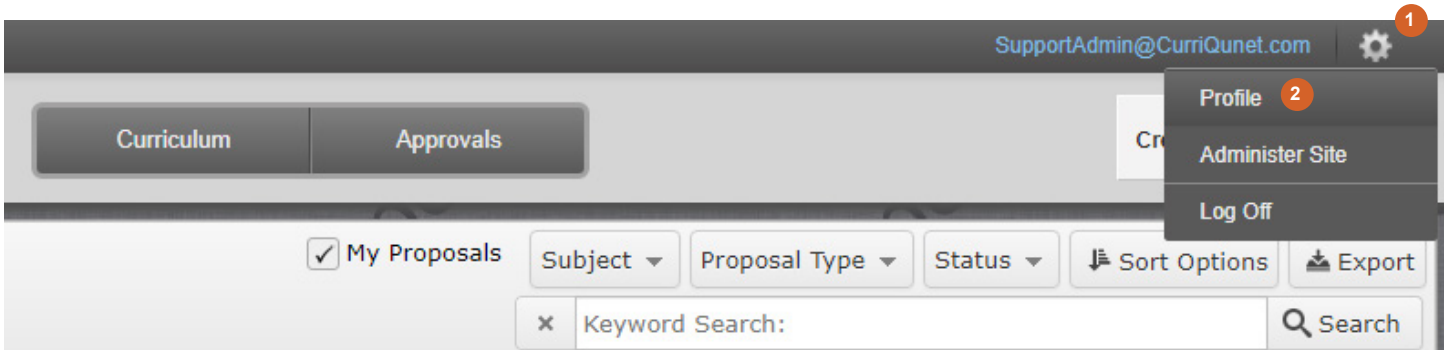 1
SupportAdmin@CurriQunet.com
Profile 2
Curriculum Approvals
Administer Site
Log Off
My Proposals Subject Proposal Type Status Sort Options Export
Keyword Search: Search